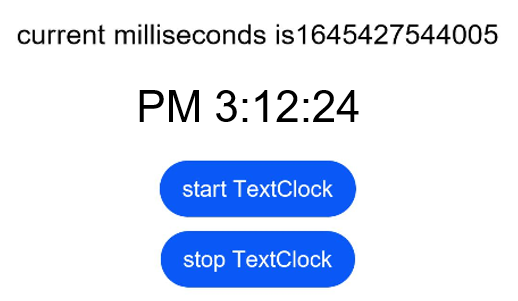 current milliseconds is1645427544005
PM 3:12:24
start TextClock
stop TextClock